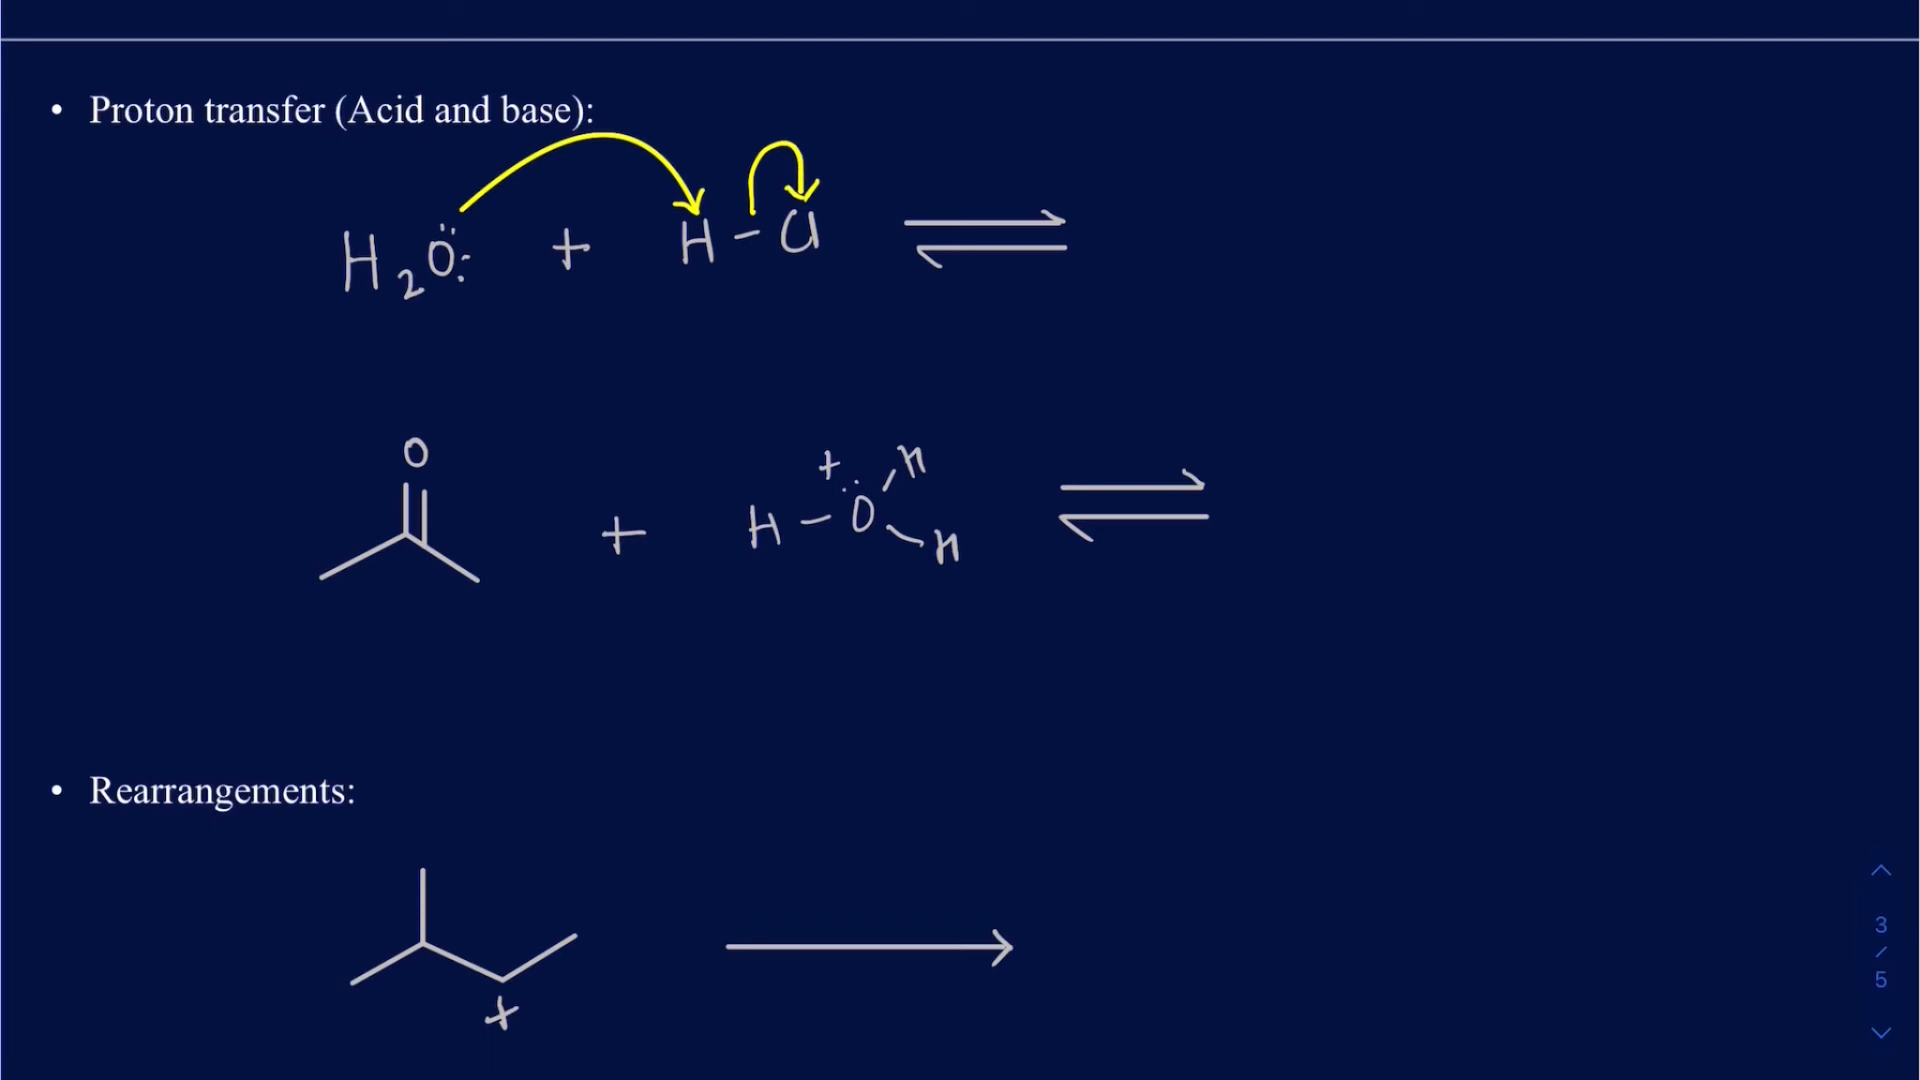 • Proton transfer (Acid and base):
H₂O + H - Cl ⇌
O
+ H - O⁺ H H ⇌
• Rearrangements:
+ →
3
/
5